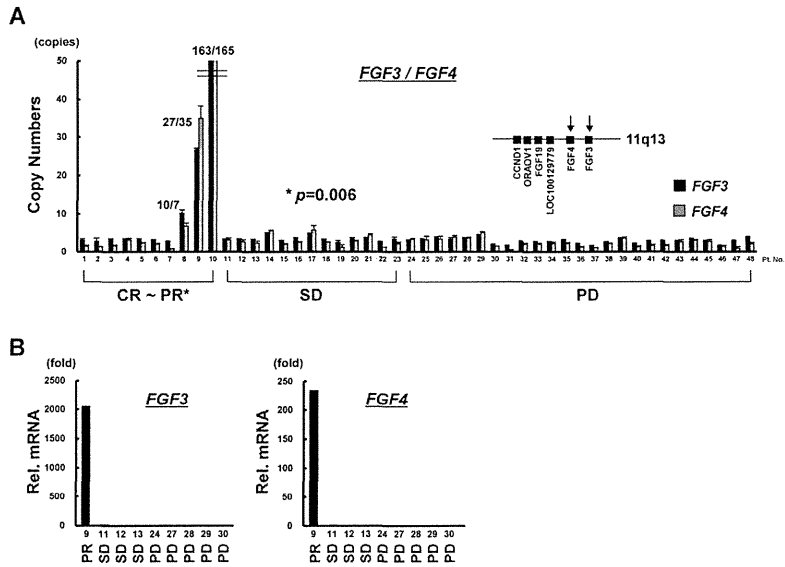 A
(copies)
163/165
50
FGF3 / FGF4
40
27/35
30
11q13
CCND1
ORAOV1
FGF19
LOC100129779
FGF4
FGF3
Copy Numbers
20
* p=0.006
FGF3
FGF4
10/7
10
0
1 2 3 4 5 6 7 8 9 10 11 12 13 14 15 16 17 18 19 20 21 22 23 24 25 26 27 28 29 30 31 32 33 34 35 36 37 38 39 40 41 42 43 44 45 46 47 48 Pt. No.
CR ~ PR* SD PD
B
(fold)
FGF3
2500
2000
1500
1000
500
0
Rel. mRNA
9 11 12 13 24 27 28 29 30
PR SD SD SD PD PD PD PD PD
(fold)
FGF4
250
200
150
100
50
0
Rel. mRNA
9 11 12 13 24 27 28 29 30
PR SD SD SD PD PD PD PD PD